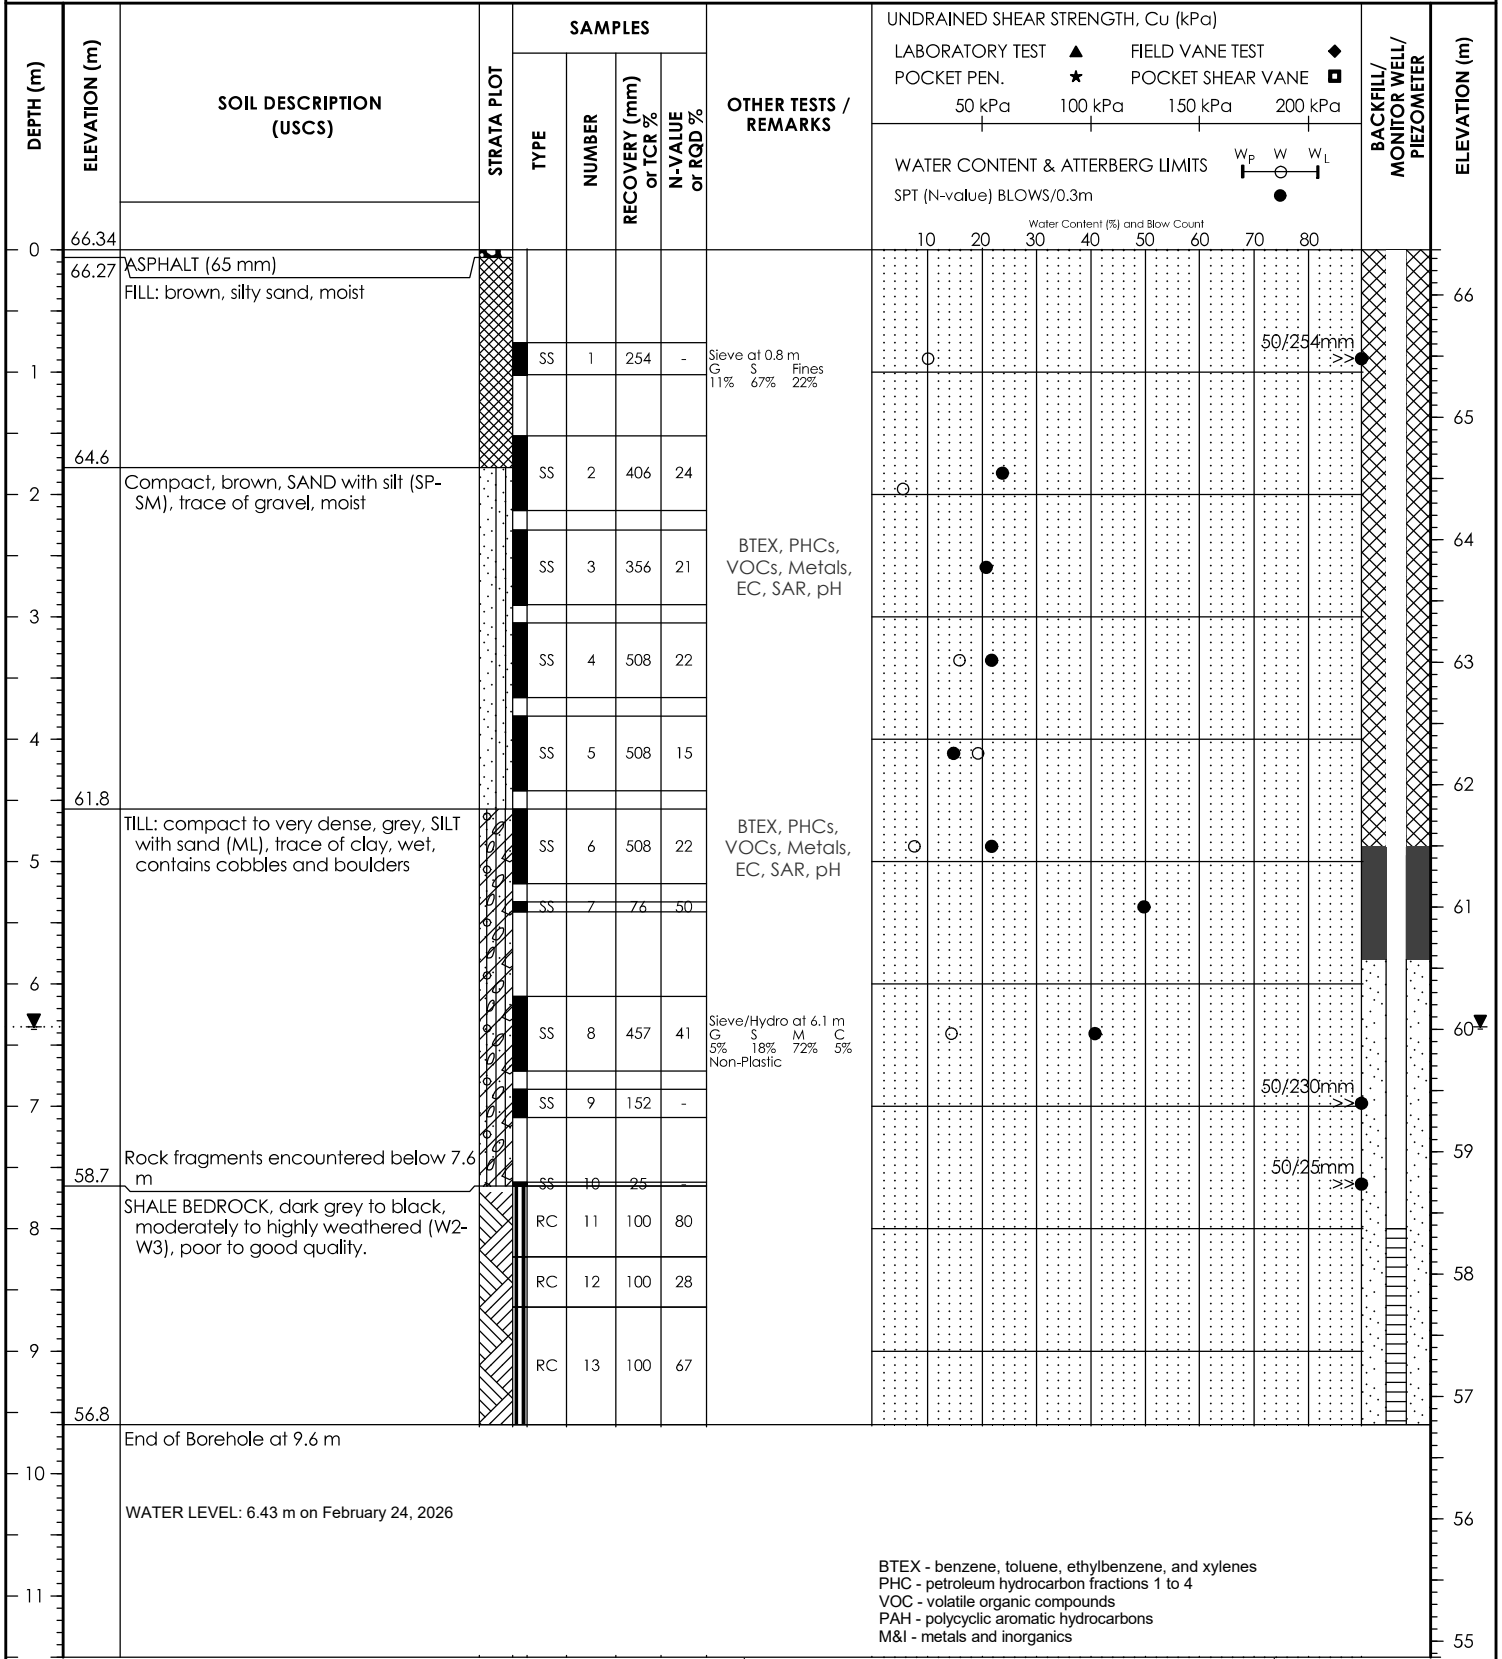 DEPTH (m)
ELEVATION (m)
SOIL DESCRIPTION
(USCS)
STRATA PLOT
SAMPLES
TYPE
NUMBER
RECOVERY (mm)
or TCR %
N-VALUE
or RQD %
OTHER TESTS /
REMARKS
UNDRAINED SHEAR STRENGTH, Cu (kPa)
LABORATORY TEST ▲ FIELD VANE TEST ◆
POCKET PEN. ★ POCKET SHEAR VANE
50 kPa 100 kPa 150 kPa 200 kPa
WATER CONTENT & ATTERBERG LIMITS
WP W WL
SPT (N-value) BLOWS/0.3m ●
Water Content (%) and Blow Count
10 20 30 40 50 60 70 80
BACKFILL/
MONITOR WELL/
PIEZOMETER
ELEVATION (m)
0
66.34
66.27
ASPHALT (65 mm)
FILL: brown, silty sand, moist
66
SS 1 254 -
Sieve at 0.8 m
G S Fines
11% 67% 22%
50/254mm
>>
1
65
64.6
Compact, brown, SAND with silt (SP-
SM), trace of gravel, moist
SS 2 406 24
2
64
SS 3 356 21
BTEX, PHCs,
VOCs, Metals,
EC, SAR, pH
3
SS 4 508 22
63
4
SS 5 508 15
62
61.8
TILL: compact to very dense, grey, SILT
with sand (ML), trace of clay, wet,
contains cobbles and boulders
SS 6 508 22
BTEX, PHCs,
VOCs, Metals,
EC, SAR, pH
5
SS 7 76 50
61
6
SS 8 457 41
Sieve/Hydro at 6.1 m
G S M C
5% 18% 72% 5%
Non-Plastic
60
SS 9 152 -
50/230mm
>>
7
59
Rock fragments encountered below 7.6
m
58.7
SS 10 25 -
50/25mm
>>
SHALE BEDROCK, dark grey to black,
moderately to highly weathered (W2-
W3), poor to good quality.
RC 11 100 80
8
RC 12 100 28
58
9
RC 13 100 67
57
56.8
End of Borehole at 9.6 m
10
WATER LEVEL: 6.43 m on February 24, 2026
56
BTEX - benzene, toluene, ethylbenzene, and xylenes
PHC - petroleum hydrocarbon fractions 1 to 4
VOC - volatile organic compounds
PAH - polycyclic aromatic hydrocarbons
M&I - metals and inorganics
11
55